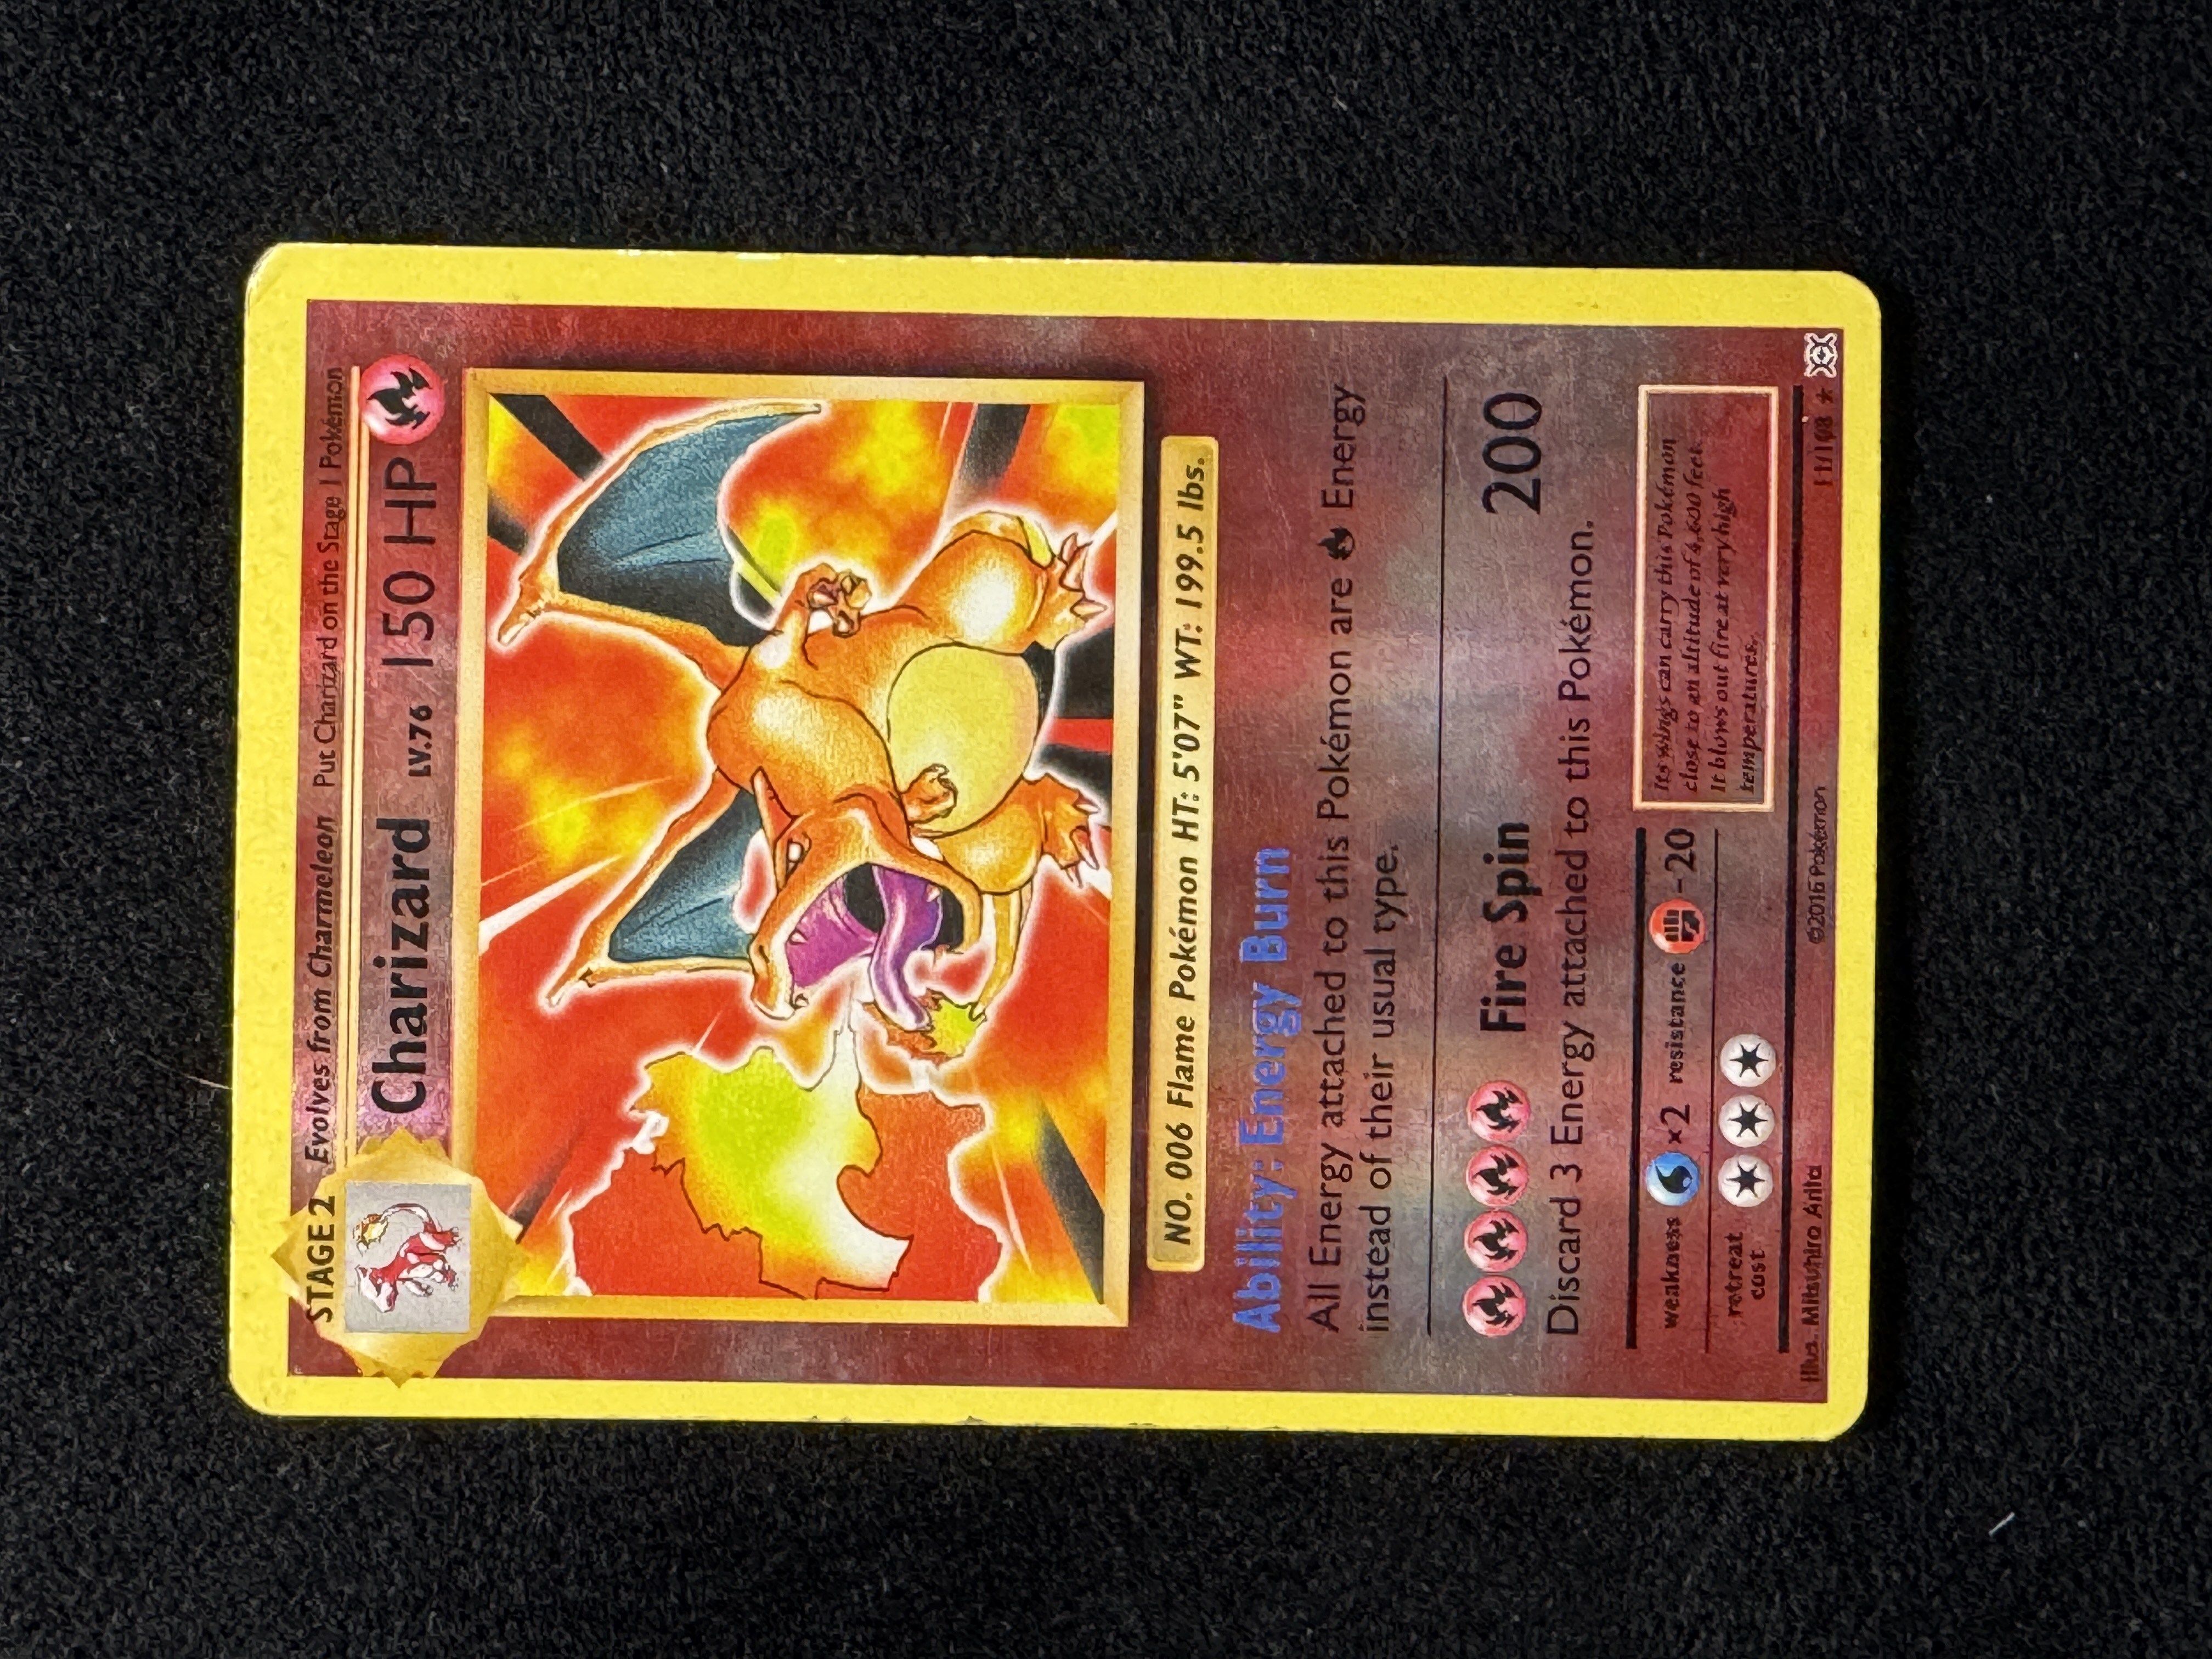 STAGE 2 Evolves from Charmeleon Put Charizard on the Stage 1 Pokémon
Charizard LV.76 150 HP
NO. 006 Flame Pokémon HT: 5'07" WT: 199.5 lbs.
Ability: Energy Burn
All Energy attached to this Pokémon are Energy
instead of their usual type.
Fire Spin 200
Discard 3 Energy attached to this Pokémon.
weakness ×2 resistance -20
retreat
cost
Its wings can carry this Pokémon
close to an altitude of 4,600 feet.
It blows out fire at very high
temperatures.
Illus. Mitsuhiro Arita ©2016 Pokémon 11/108 ★